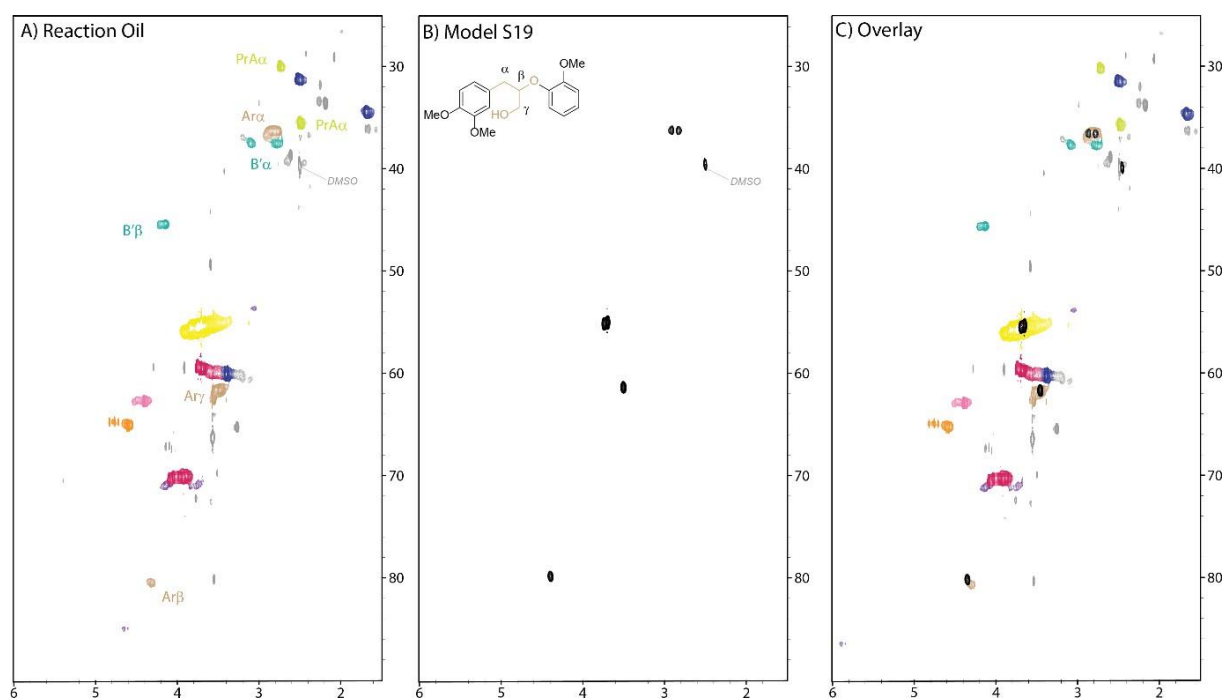 A) Reaction Oil
B) Model S19
C) Overlay
PrAα
Arα
PrAα
B'α
DMSO
B'β
Arγ
Arβ
α
β
γ
O
OMe
HO
MeO
OMe
DMSO
30
40
50
60
70
80
30
40
50
60
70
80
30
40
50
60
70
80
6 5 4 3 2
6 5 4 3 2
6 5 4 3 2